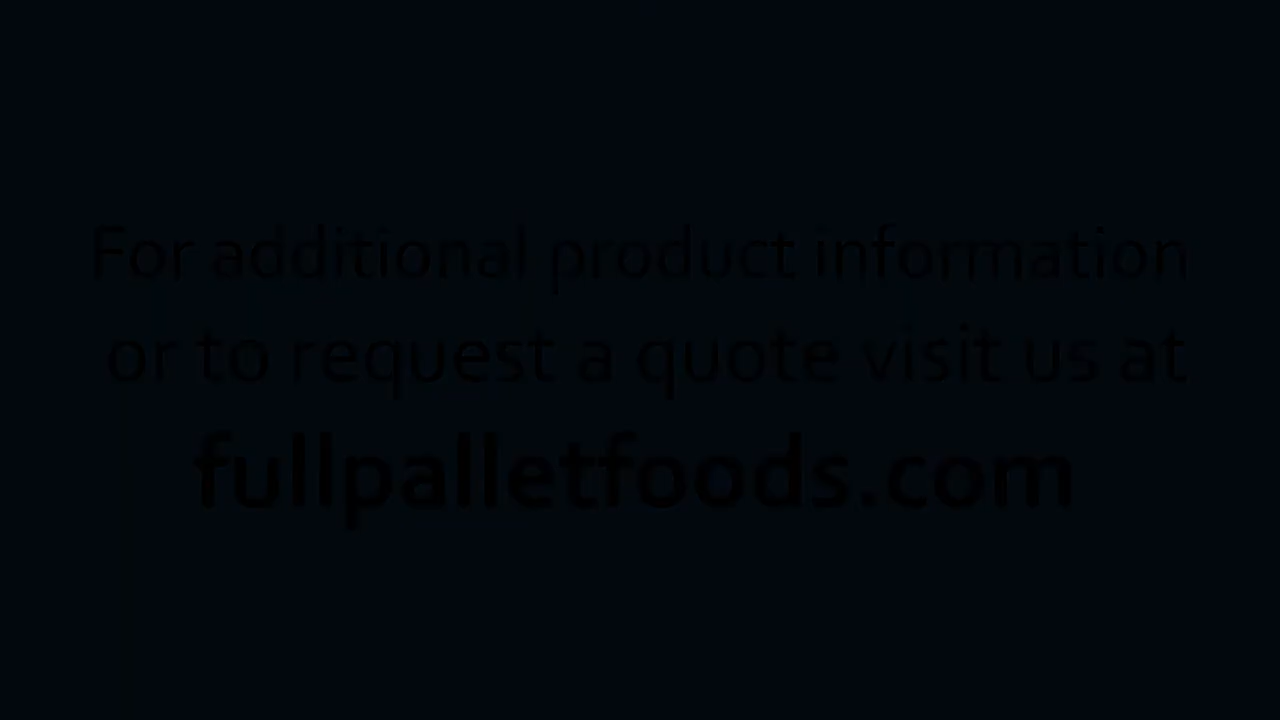 For additional product information
or to request a quote visit us at
fullpalletfoods.com